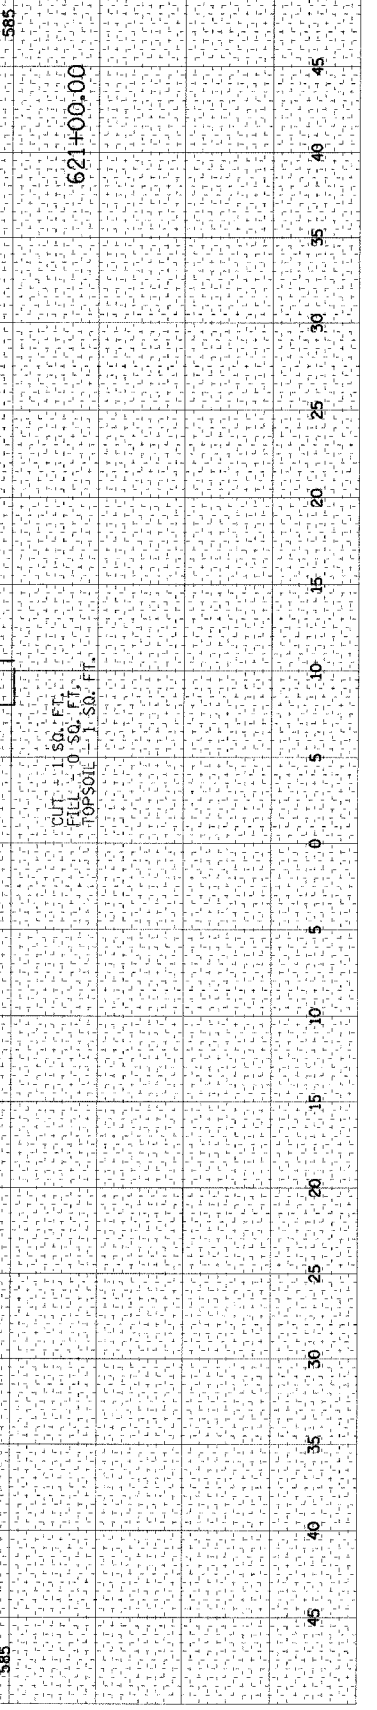 585
585
CUT - 1 SQ. FT.
FILL - 0 SQ. FT.
TOPSOIL - 1 SQ. FT.
621+00.00
45 40 35 30 25 20 15 10 5 0 5 10 15 20 25 30 35 40 45